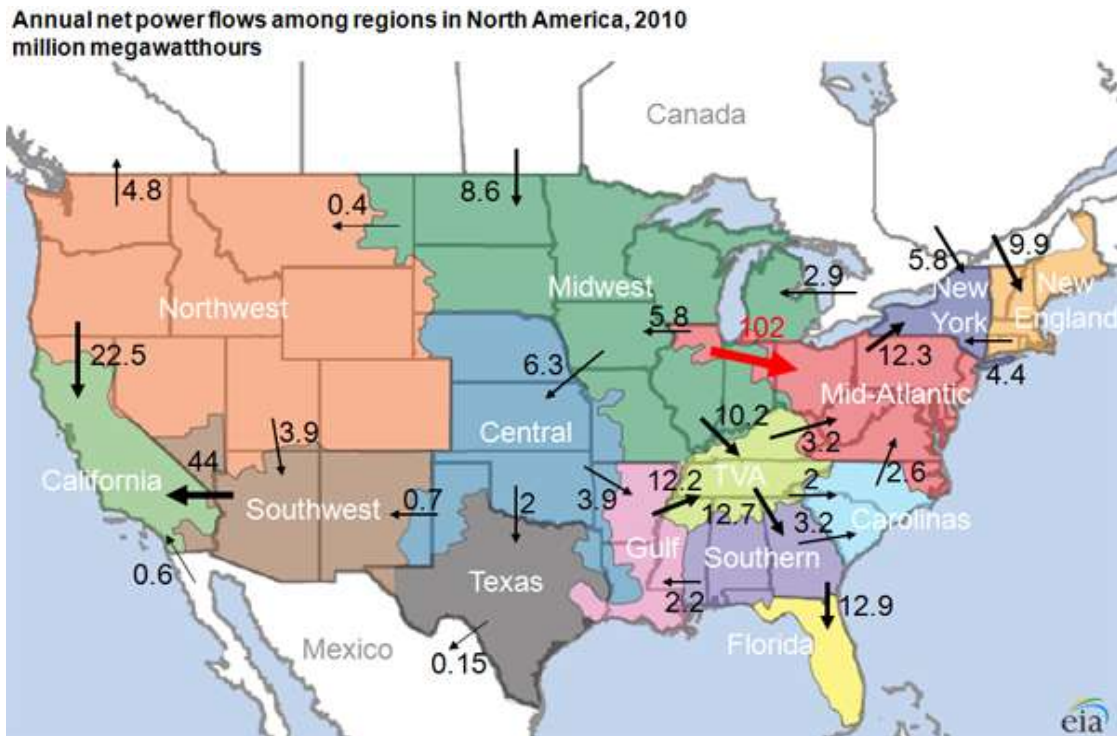 Annual net power flows among regions in North America, 2010
million megawatthours
Canada
4.8
8.6
0.4
5.8
9.9
2.9
Northwest
Midwest
New
York
New
England
5.8
102
22.5
12.3
6.3
4.4
Mid-Atlantic
10.2
Central
3.9
3.2
44
California
12.2
TVA
2.6
Southwest
0.7
2
3.9
12.7
2
3.2
Carolinas
Gulf
Southern
0.6
Texas
2.2
12.9
Mexico
0.15
Florida
eia